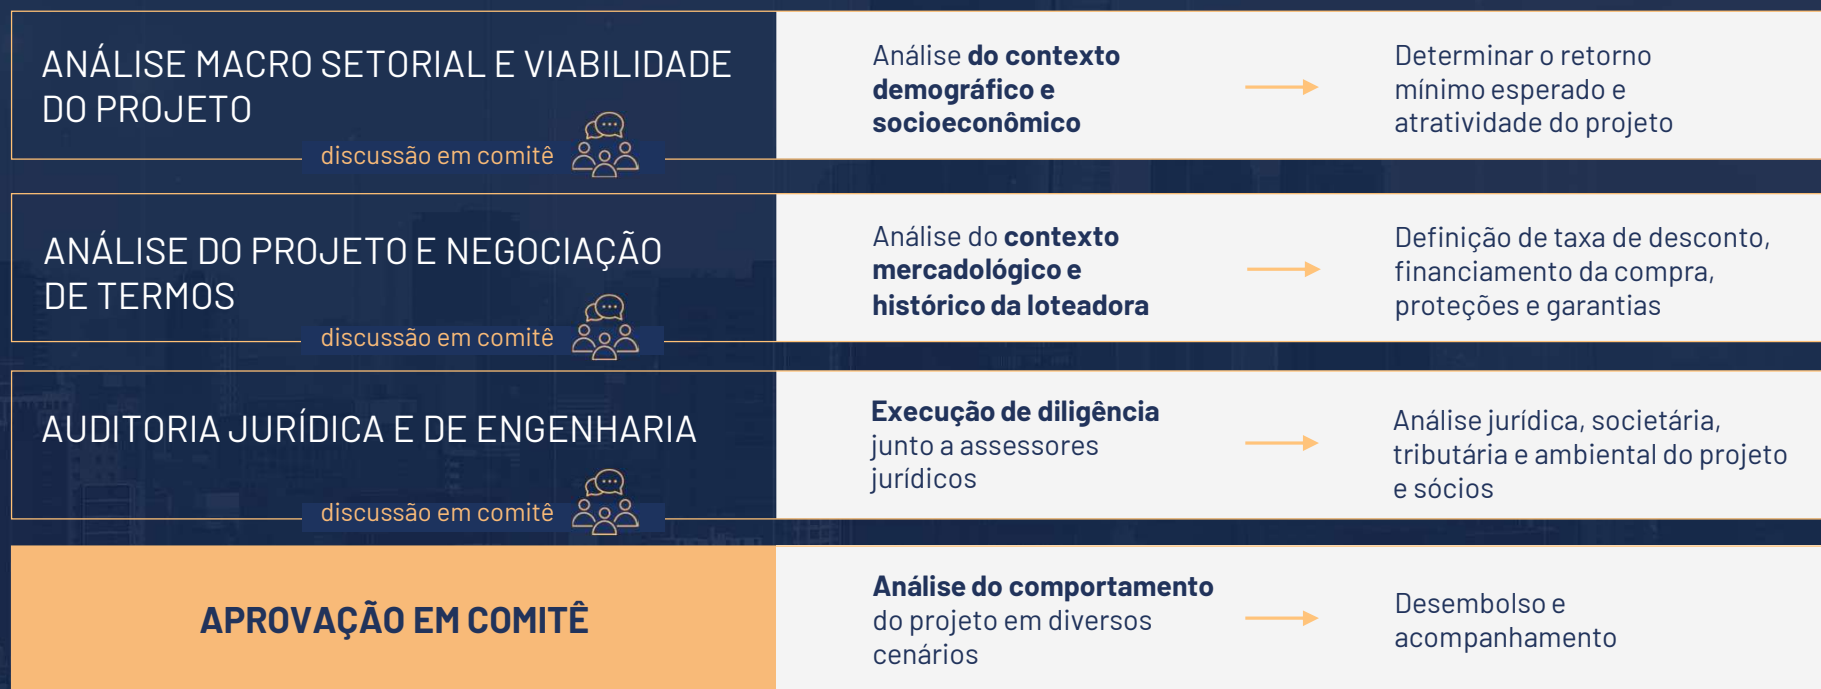 ANÁLISE MACRO SETORIAL E VIABILIDADE
DO PROJETO
discussão em comitê
Análise do contexto
demográfico e
socioeconômico
Determinar o retorno
mínimo esperado e
atratividade do projeto
ANÁLISE DO PROJETO E NEGOCIAÇÃO
DE TERMOS
discussão em comitê
Análise do contexto
mercadológico e
histórico da loteadora
Definição de taxa de desconto,
financiamento da compra,
proteções e garantias
AUDITORIA JURÍDICA E DE ENGENHARIA
discussão em comitê
Execução de diligência
junto a assessores
jurídicos
Análise jurídica, societária,
tributária e ambiental do projeto
e sócios
APROVAÇÃO EM COMITÊ
Análise do comportamento
do projeto em diversos
cenários
Desembolso e
acompanhamento